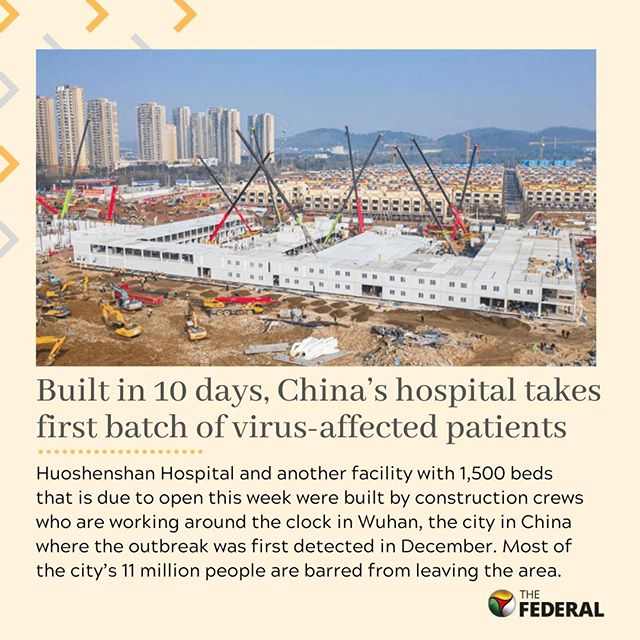 Built in 10 days, China's hospital takes
first batch of virus-affected patients
Huoshenshan Hospital and another facility with 1,500 beds
that is due to open this week were built by construction crews
who are working around the clock in Wuhan, the city in China
where the outbreak was first detected in December. Most of
the city's 11 million people are barred from leaving the area.
THE
FEDERAL